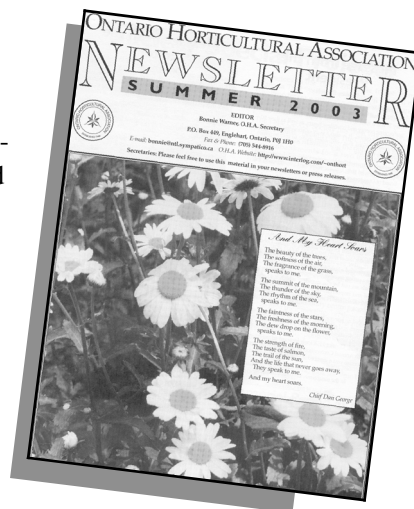 -
d
ONTARIO HORTICULTURAL ASSOCIATION
NEWSLETTER
SUMMER 2003
EDITOR
Bonnie Warner, O.H.A. Secretary
P.O. Box 449, Englehart, Ontario, P0J 1H0
Fax & Phone: (705) 544-8916
E-mail: bonnie@ntl.sympatico.ca O.H.A. Website: http://www.interlog.com/~onthort
Secretaries: Please feel free to use this material in your newsletters or press releases.
And My Heart Soars
The beauty of the trees,
The softness of the air,
The fragrance of the grass,
speaks to me.
The summit of the mountain,
The thunder of the sky,
The rhythm of the sea,
speaks to me.
The faintness of the stars,
The freshness of the morning,
The dew drop on the flower,
speaks to me.
The strength of fire,
The taste of salmon,
The trail of the sun,
And the life that never goes away,
They speak to me.
And my heart soars.
Chief Dan George